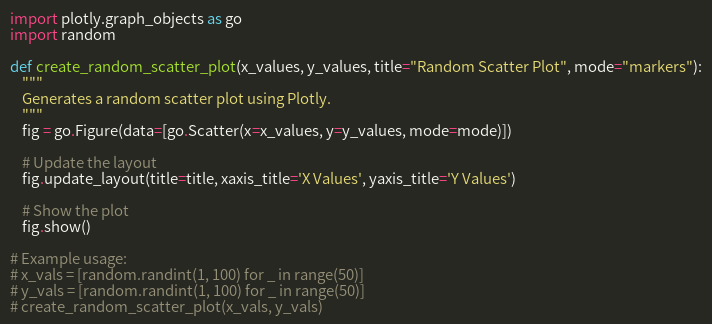 import plotly.graph_objects as go
import random

def create_random_scatter_plot(x_values, y_values, title="Random Scatter Plot", mode="markers"):
    """
    Generates a random scatter plot using Plotly.
    """
    fig = go.Figure(data=[go.Scatter(x=x_values, y=y_values, mode=mode)])

    # Update the layout
    fig.update_layout(title=title, xaxis_title='X Values', yaxis_title='Y Values')

    # Show the plot
    fig.show()

# Example usage:
# x_vals = [random.randint(1, 100) for _ in range(50)]
# y_vals = [random.randint(1, 100) for _ in range(50)]
# create_random_scatter_plot(x_vals, y_vals)